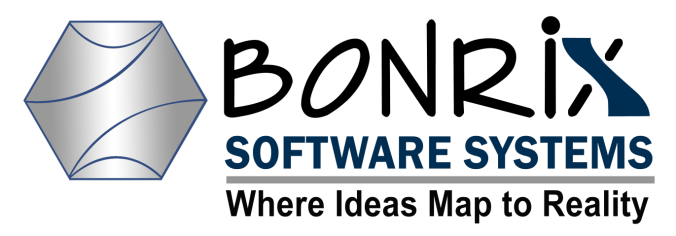 BONRiX
SOFTWARE SYSTEMS
Where Ideas Map to Reality